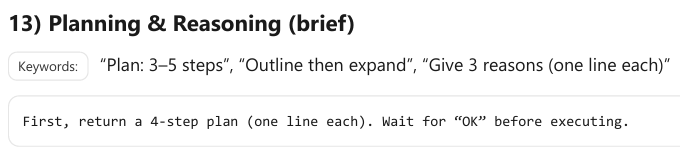 13) Planning & Reasoning (brief)
Keywords: “Plan: 3–5 steps”, “Outline then expand”, “Give 3 reasons (one line each)”
First, return a 4-step plan (one line each). Wait for “OK” before executing.